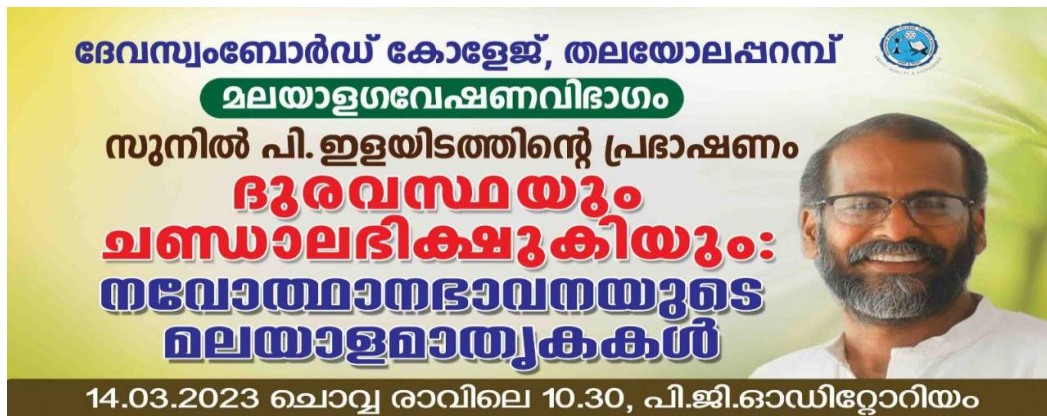 ദേവസ്വംബോർഡ് കോളേജ്, തലയോലപ്പറമ്പ്
മലയാളഗവേഷണവിഭാഗം
സുനിൽ പി. ഇളയിടത്തിന്റെ പ്രഭാഷണം
ദുരവസ്ഥയും
ചണ്ഡാലഭിക്ഷുകിയും:
നവോത്ഥാനഭാവനയുടെ
മലയാളമാതൃകകൾ
14.03.2023 ചൊവ്വ രാവിലെ 10.30, പി.ജി.ഓഡിറ്റോറിയം